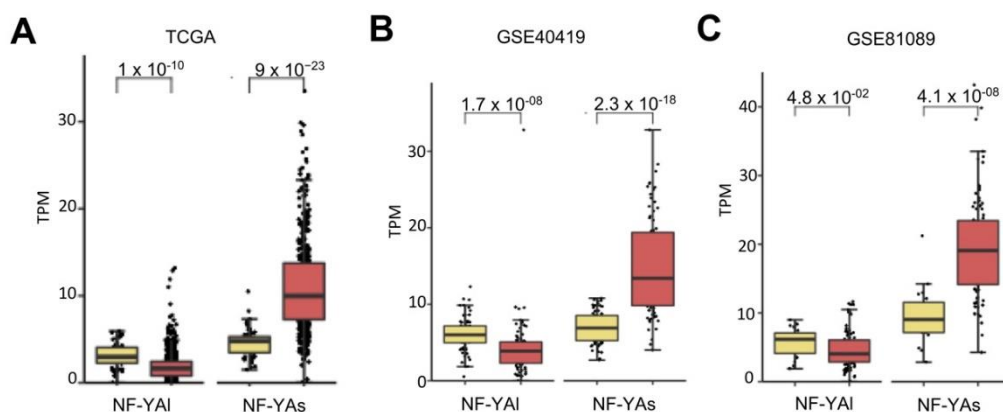 A
TCGA
1 x 10-10
9 x 10−23
TPM
30
20
10
0
NF-YAl
NF-YAs
B
GSE40419
1.7 x 10-08
2.3 x 10-18
TPM
30
20
10
0
NF-YAl
NF-YAs
C
GSE81089
4.8 x 10-02
4.1 x 10-08
TPM
40
30
20
10
0
NF-YAl
NF-YAs